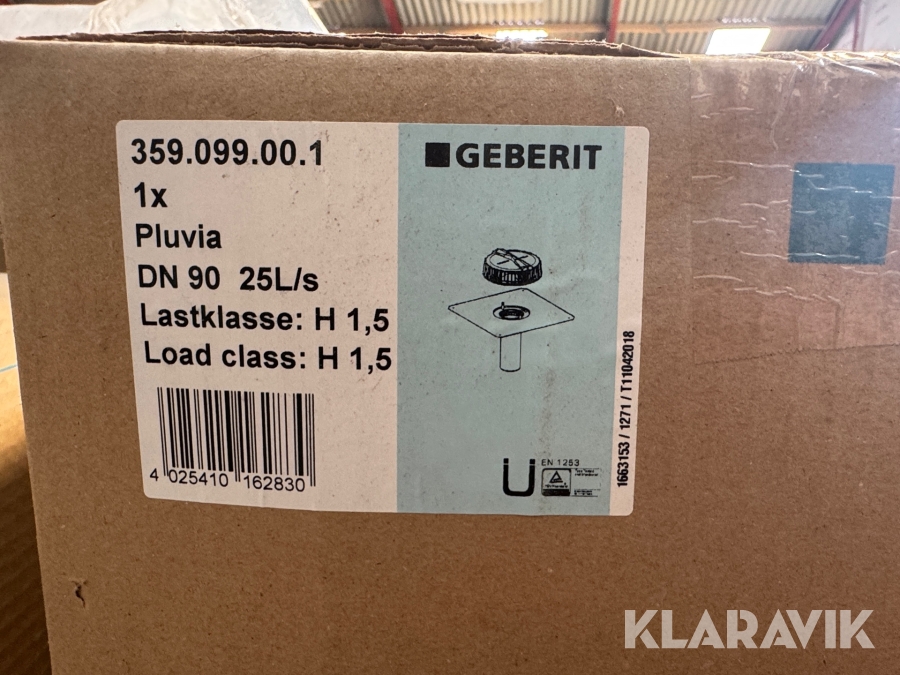 359.099.00.1
1x
Pluvia
DN 90 25L/s
Lastklasse: H 1,5
Load class: H 1,5
4 025410 162830
GEBERIT
EN 1253
1663153 / 1271 / T11042018
KLARAVIK